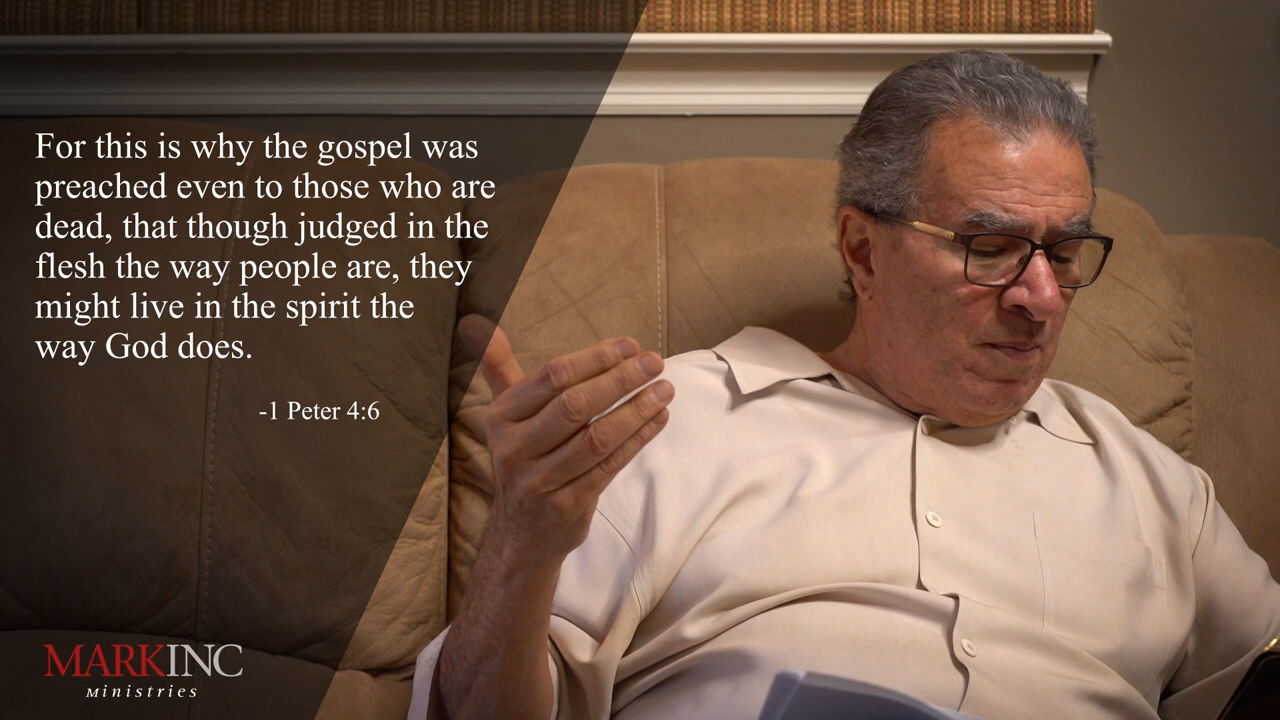 For this is why the gospel was
preached even to those who are
dead, that though judged in the
flesh the way people are, they
might live in the spirit the
way God does.
-1 Peter 4:6
MARKINC
Ministries